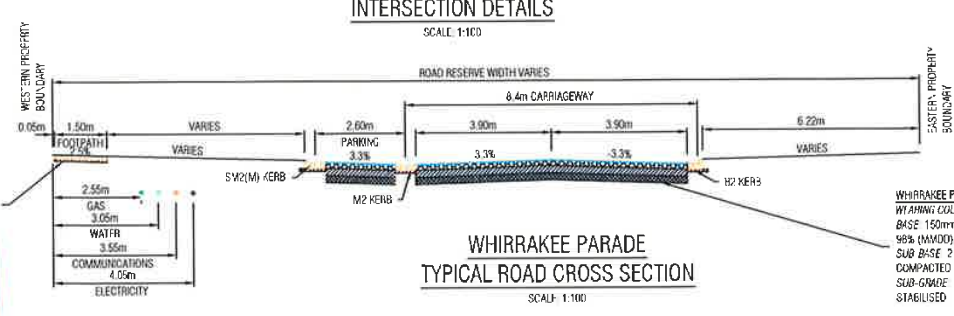 INTERSECTION DETAILS
SCALE 1:100
WESTERN PROPERTY
BOUNDARY
EASTERN PROPERTY
BOUNDARY
ROAD RESERVE WIDTH VARIES
8.4m CARRIAGEWAY
0.05m 1.50m VARIES 2.60m 3.90m 3.90m 6.22m
FOOTPATH PARKING
2.5% VARIES 3.3% 3.3% -3.3% VARIES
SM2(M) KERB
M2 KERB
B2 KERB
2.55m
GAS
3.05m
WATER
3.55m
COMMUNICATIONS
4.05m
ELECTRICITY
WHIRRAKEE PARADE
TYPICAL ROAD CROSS SECTION
SCALE 1:100
WHIRRAKEE P
WEARING COU
BASE 150mm
98% (MMDD)
SUB BASE 2
COMPACTED
SUB-GRADE
STABILISED